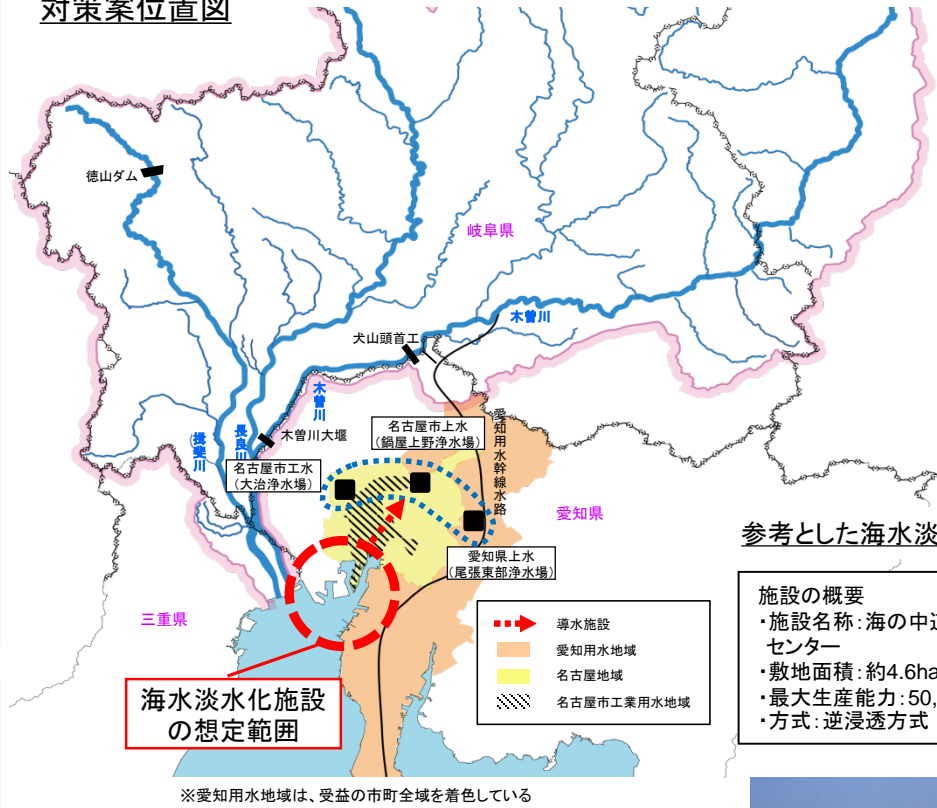 対策案位置図
徳山ダム
岐阜県
木曽川
犬山頭首工
木曽川
揖斐川
長良川
木曽川大堰
名古屋市上水
(鍋屋上野浄水場)
愛知用水幹線水路
名古屋市工水
(大治浄水場)
愛知県
愛知県上水
(尾張東部浄水場)
三重県
導水施設
愛知用水地域
名古屋地域
名古屋市工業用水地域
海水淡水化施設
の想定範囲
※愛知用水地域は、受益の市町全域を着色している
参考とした海水淡
施設の概要
・施設名称:海の中道
センター
・敷地面積:約4.6ha
・最大生産能力:50,
・方式:逆浸透方式